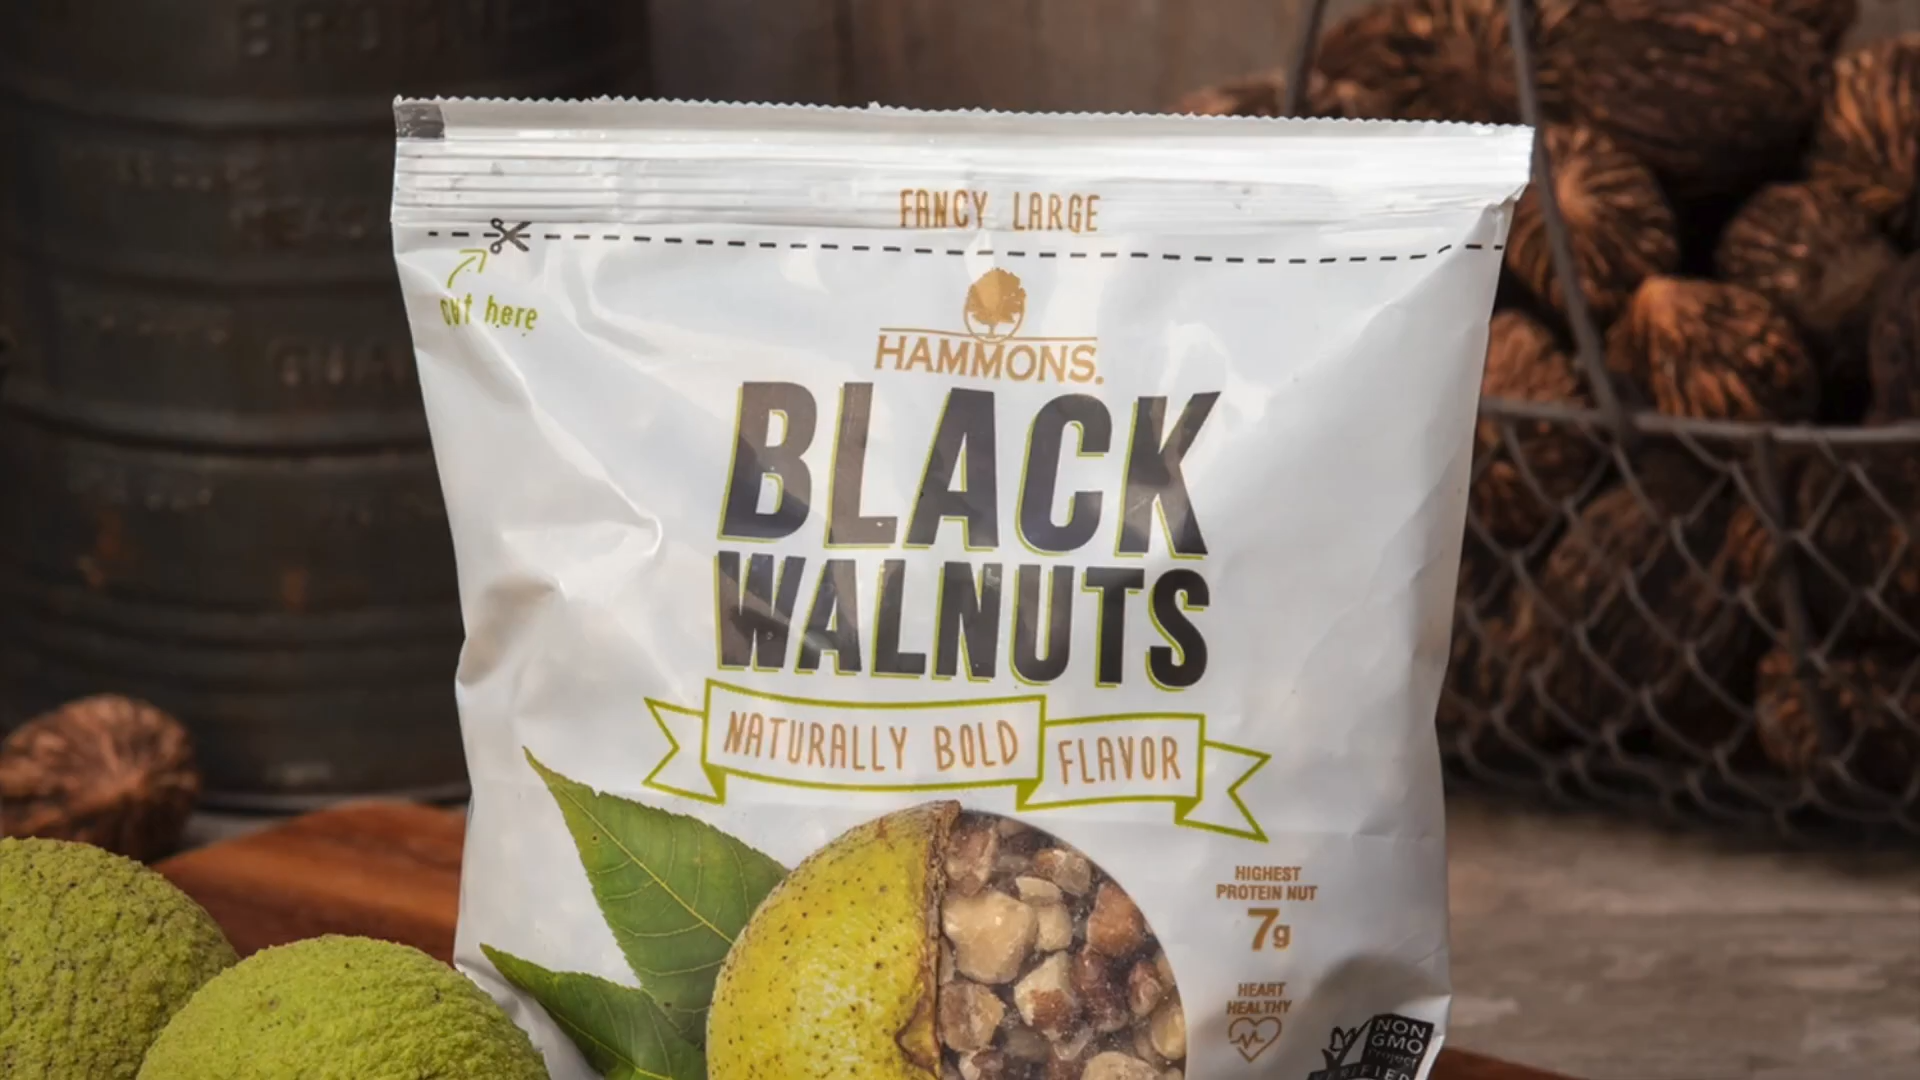 FANCY LARGE
cut here
HAMMONS.
BLACK
WALNUTS
NATURALLY BOLD FLAVOR
HIGHEST
PROTEIN NUT
7g
HEART
HEALTHY
NON
GMO
Project
VERIFIED